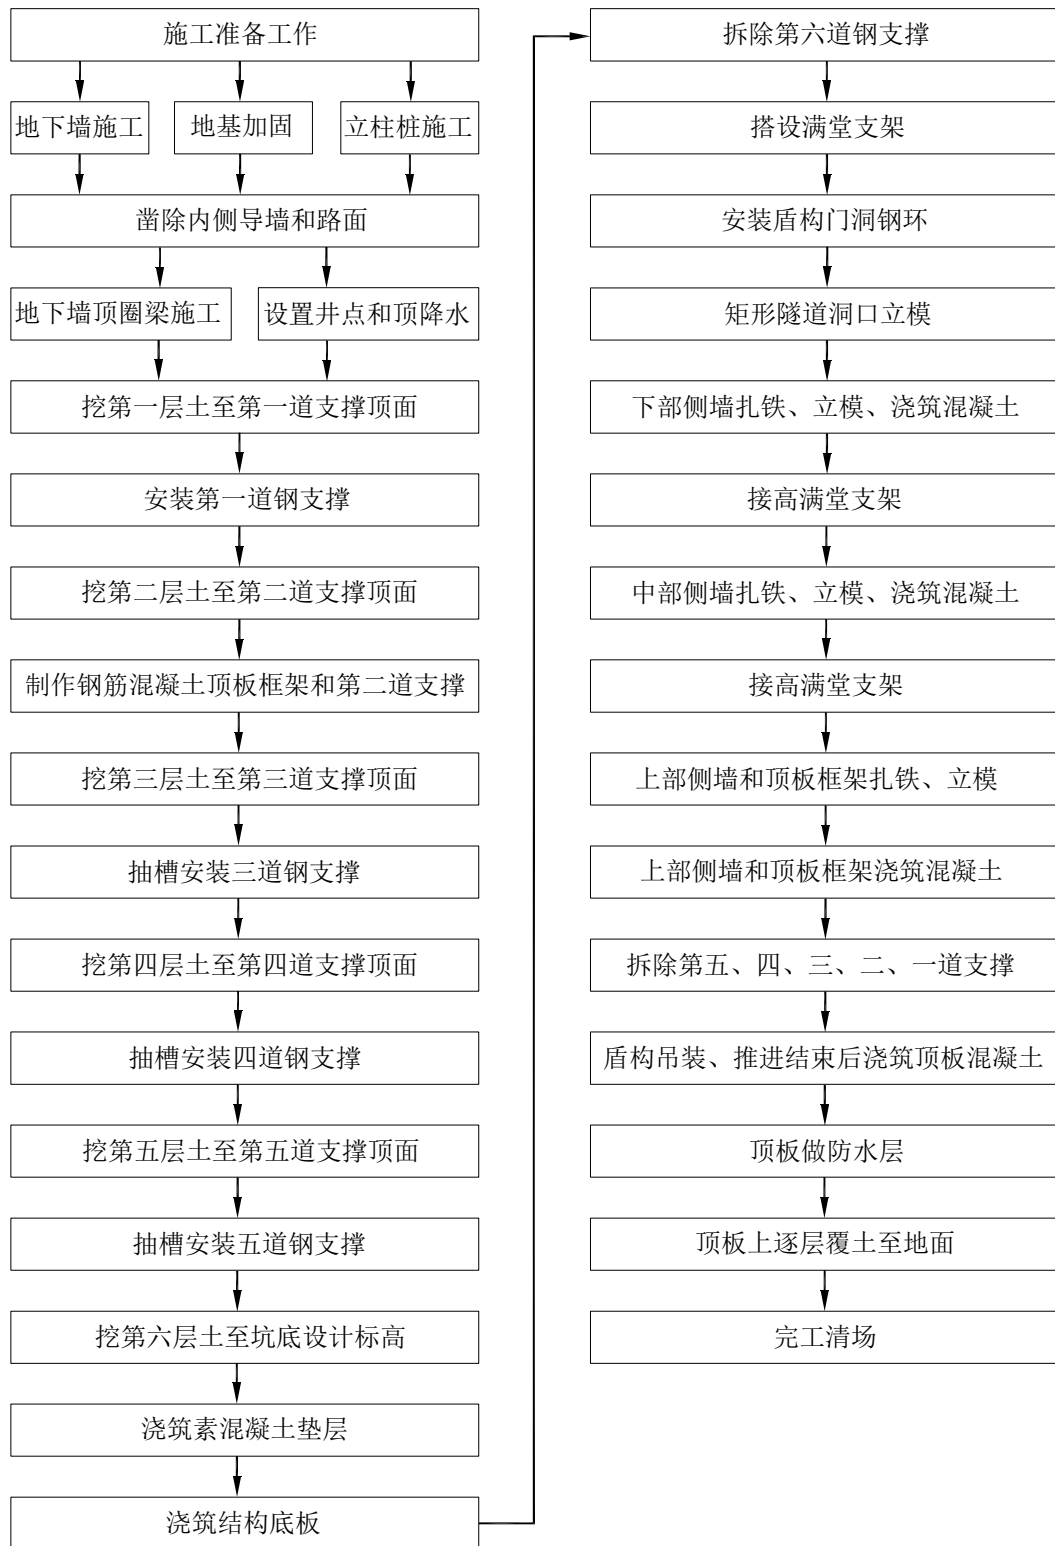 施工准备工作
地下墙施工
地基加固
立柱桩施工
凿除内侧导墙和路面
地下墙顶圈梁施工
设置井点和顶降水
挖第一层土至第一道支撑顶面
安装第一道钢支撑
挖第二层土至第二道支撑顶面
制作钢筋混凝土顶板框架和第二道支撑
挖第三层土至第三道支撑顶面
抽槽安装三道钢支撑
挖第四层土至第四道支撑顶面
抽槽安装四道钢支撑
挖第五层土至第五道支撑顶面
抽槽安装五道钢支撑
挖第六层土至坑底设计标高
浇筑素混凝土垫层
浇筑结构底板
拆除第六道钢支撑
搭设满堂支架
安装盾构门洞钢环
矩形隧道洞口立模
下部侧墙扎铁、立模、浇筑混凝土
接高满堂支架
中部侧墙扎铁、立模、浇筑混凝土
接高满堂支架
上部侧墙和顶板框架扎铁、立模
上部侧墙和顶板框架浇筑混凝土
拆除第五、四、三、二、一道支撑
盾构吊装、推进结束后浇筑顶板混凝土
顶板做防水层
顶板上逐层覆土至地面
完工清场